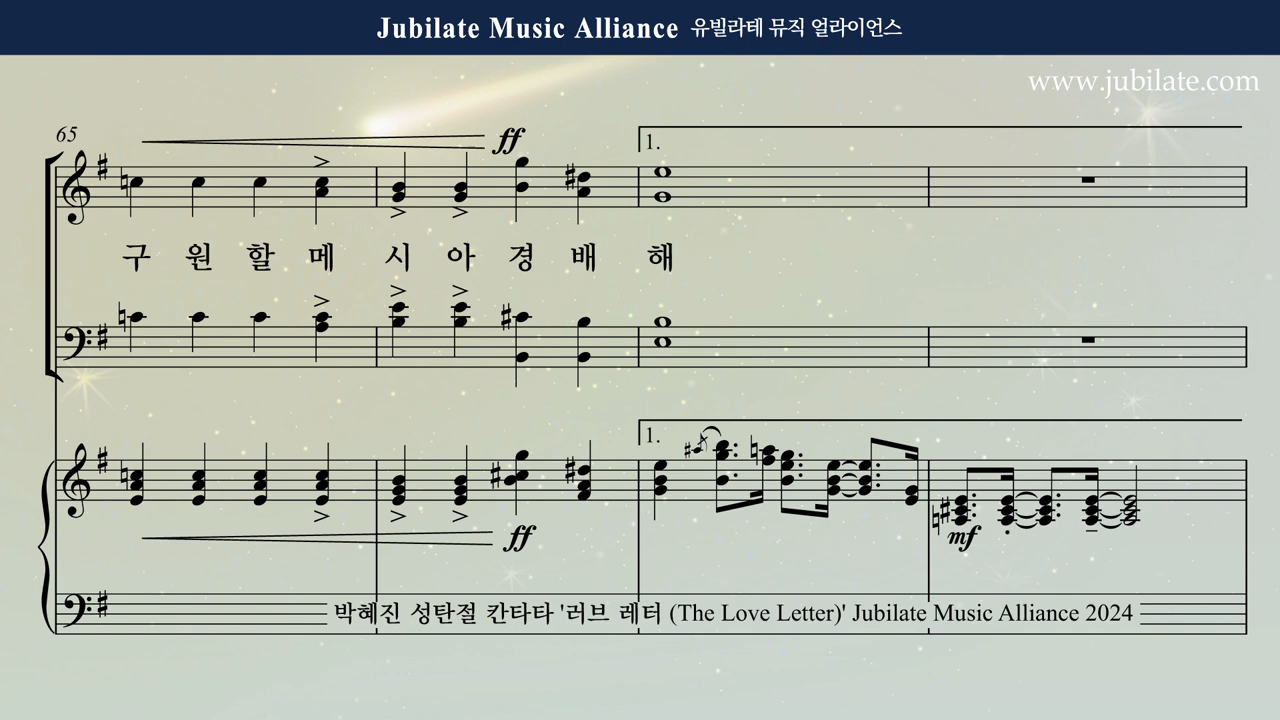 Jubilate Music Alliance 유빌라테 뮤직 얼라이언스
www.jubilate.com
65
ff
1.
구 원 할 메 시 아 경 배 해
1.
ff
mf
박혜진 성탄절 칸타타 '러브 레터 (The Love Letter)' Jubilate Music Alliance 2024